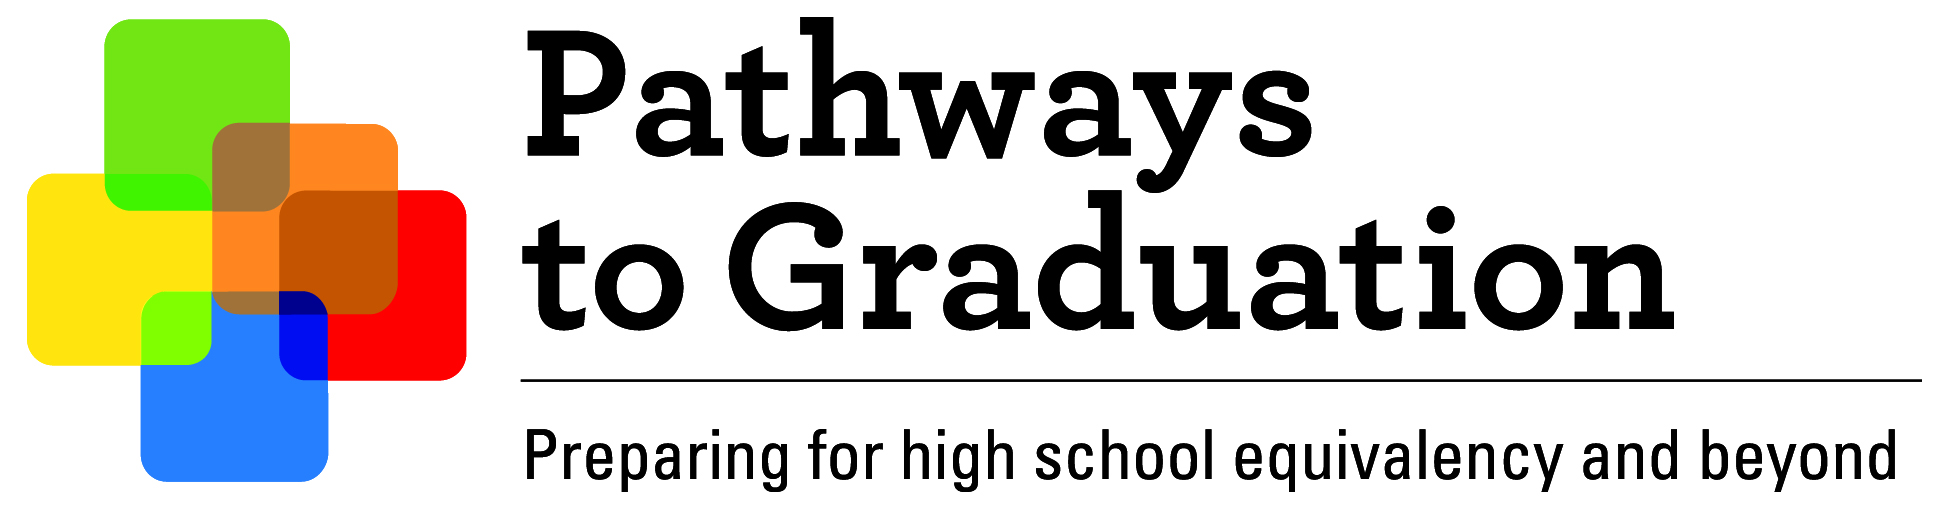 Pathways
to Graduation
Preparing for high school equivalency and beyond